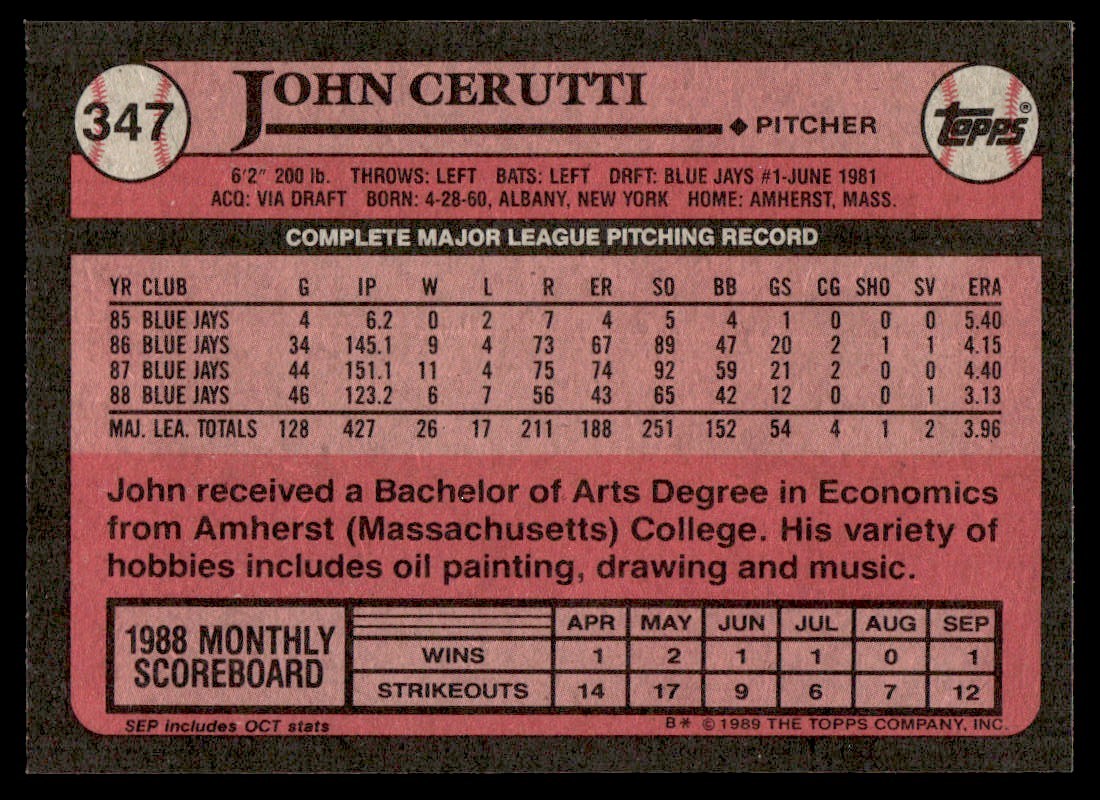 347
JOHN CERUTTI
◆ PITCHER
TOPPS®
6'2" 200 lb. THROWS: LEFT BATS: LEFT DRFT: BLUE JAYS #1-JUNE 1981
ACQ: VIA DRAFT BORN: 4-28-60, ALBANY, NEW YORK HOME: AMHERST, MASS.
COMPLETE MAJOR LEAGUE PITCHING RECORD
YR CLUB G IP W L R ER SO BB GS CG SHO SV ERA
85 BLUE JAYS 4 6.2 0 2 7 4 5 4 1 0 0 0 5.40
86 BLUE JAYS 34 145.1 9 4 73 67 89 47 20 2 1 1 4.15
87 BLUE JAYS 44 151.1 11 4 75 74 92 59 21 2 0 0 4.40
88 BLUE JAYS 46 123.2 6 7 56 43 65 42 12 0 0 1 3.13
MAJ. LEA. TOTALS 128 427 26 17 211 188 251 152 54 4 1 2 3.96
John received a Bachelor of Arts Degree in Economics
from Amherst (Massachusetts) College. His variety of
hobbies includes oil painting, drawing and music.
1988 MONTHLY
SCOREBOARD
APR MAY JUN JUL AUG SEP
WINS 1 2 1 1 0 1
STRIKEOUTS 14 17 9 6 7 12
SEP includes OCT stats
B* ©1989 THE TOPPS COMPANY, INC.